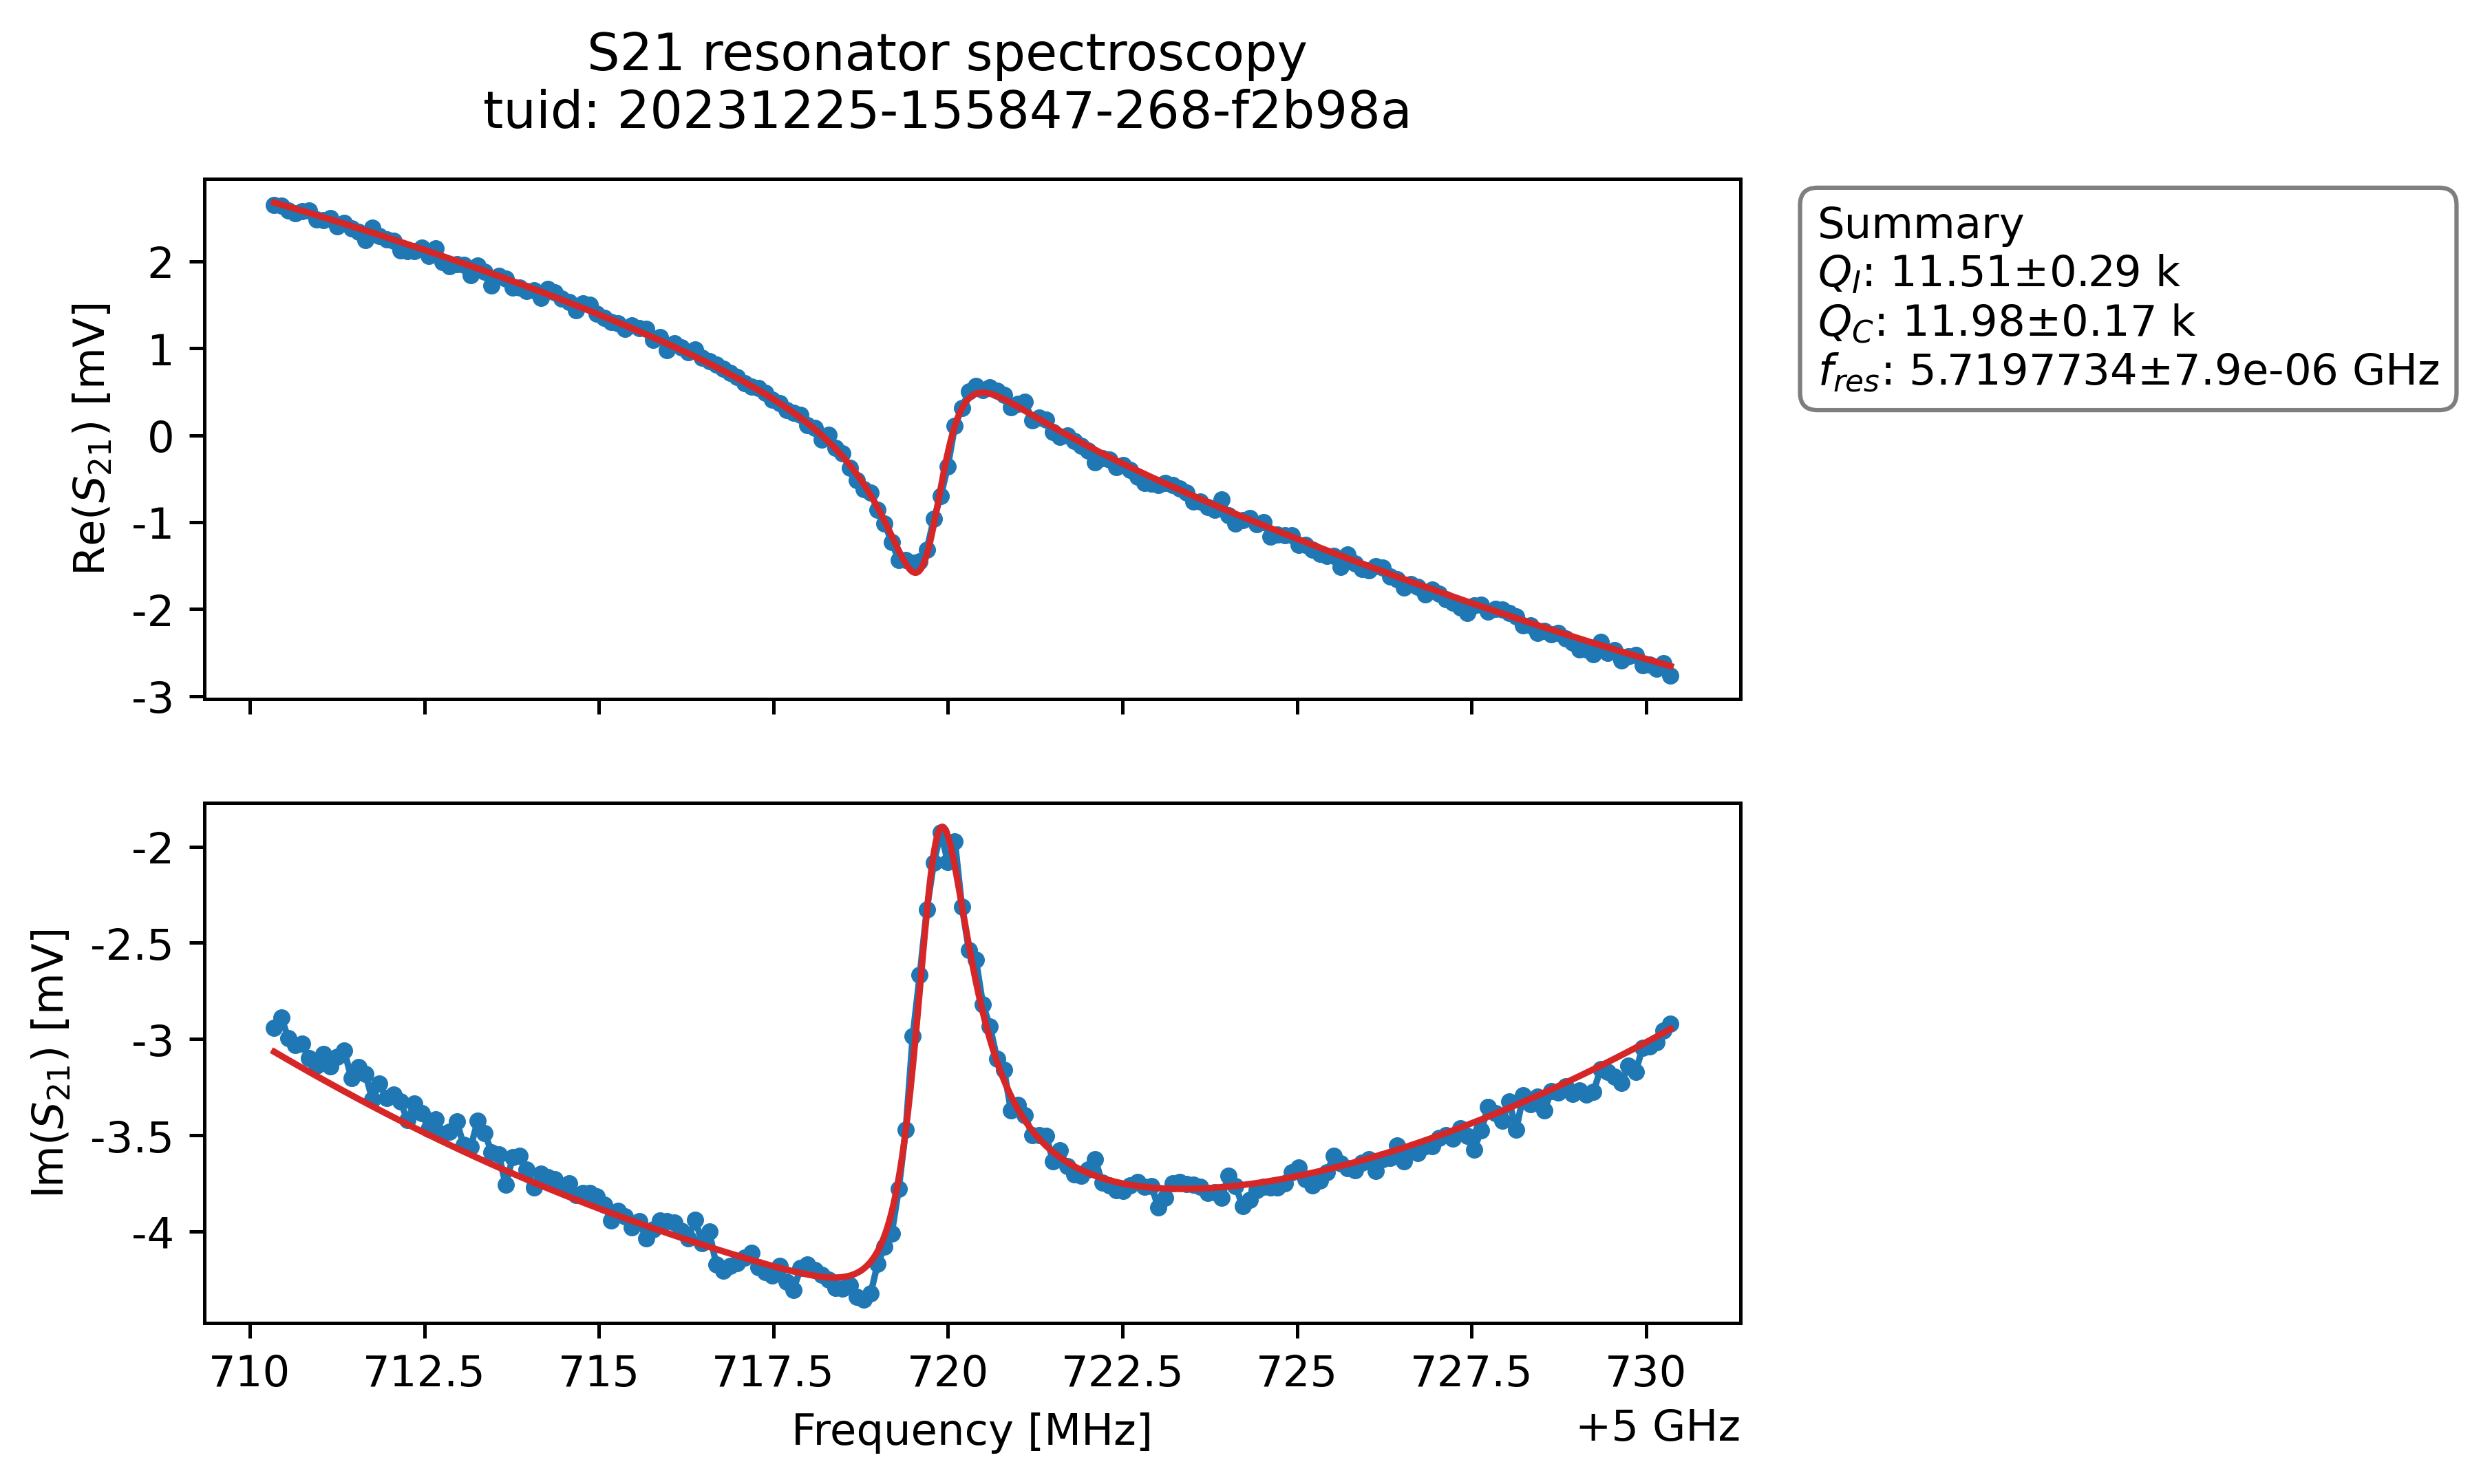 S21 resonator spectroscopy
tuid: 20231225-155847-268-f2b98a
Re(S₂₁) [mV]
2
1
0
-1
-2
-3
Summary
Q_I: 11.51±0.29 k
Q_C: 11.98±0.17 k
f_res: 5.7197734±7.9e-06 GHz
Im(S₂₁) [mV]
-2
-2.5
-3
-3.5
-4
710 712.5 715 717.5 720 722.5 725 727.5 730
Frequency [MHz]
+5 GHz